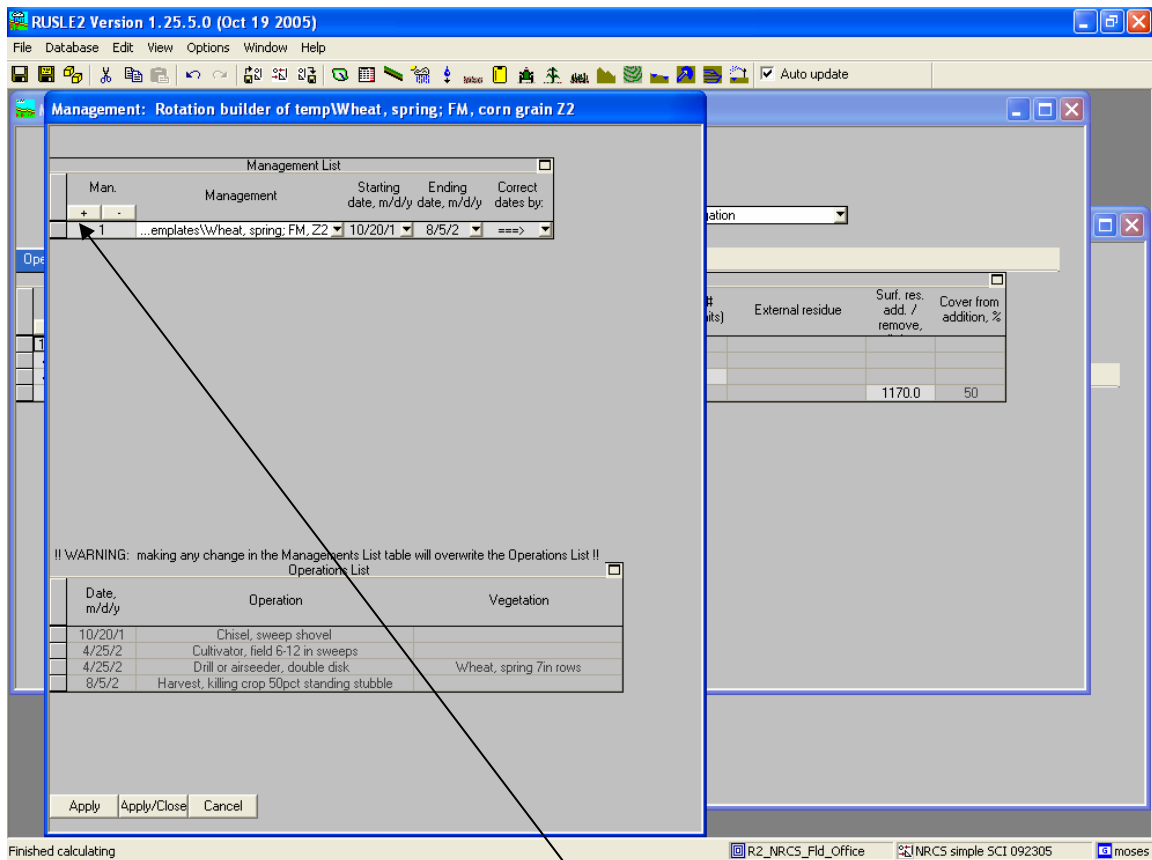 RUSLE2 Version 1.25.5.0 (Oct 19 2005)
File Database Edit View Options Window Help
Auto update
Management: Rotation builder of temp\Wheat, spring; FM, corn grain Z2
Management List
Man. Management Starting date, m/d/y Ending date, m/d/y Correct dates by:
+ -
1 ...emplates\Wheat, spring; FM, Z2 10/20/1 8/5/2 ===>
ation
Ope
# its) External residue Surf. res. add. / remove, Cover from addition, %
1
1170.0 50
!! WARNING: making any change in the Managements List table will overwrite the Operations List !!
Operations List
Date, m/d/y Operation Vegetation
10/20/1 Chisel, sweep shovel
4/25/2 Cultivator, field 6-12 in sweeps
4/25/2 Drill or airseeder, double disk Wheat, spring 7in rows
8/5/2 Harvest, killing crop 50pct standing stubble
Apply Apply/Close Cancel
Finished calculating R2_NRCS_Fld_Office NRCS simple SCI 092305 moses